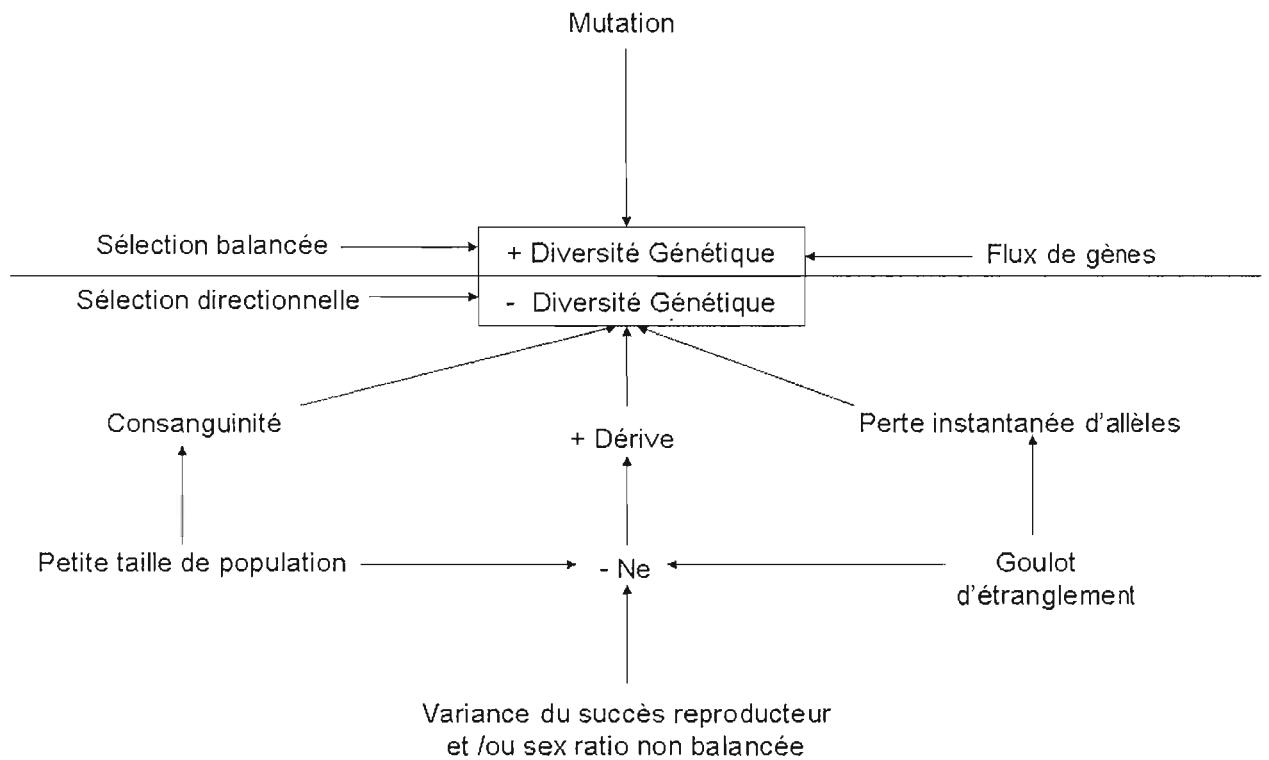 Mutation
Sélection balancée
+ Diversité Génétique
Flux de gènes
Sélection directionnelle
- Diversité Génétique
Consanguinité
+ Dérive
Perte instantanée d'allèles
Petite taille de population
- Ne
Goulot
d'étranglement
Variance du succès reproducteur
et /ou sex ratio non balancée